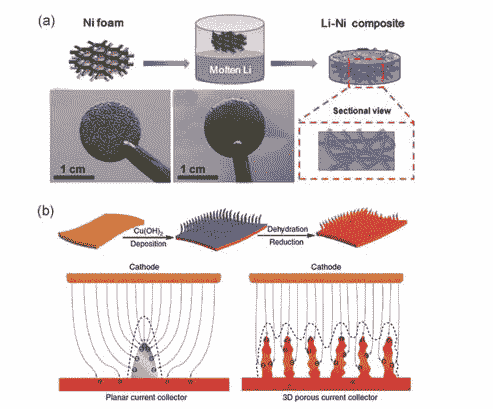 (a)
Ni foam
Li-Ni composite
Molten Li
Sectional view
1 cm
1 cm
(b)
Cu(OH)2
Deposition
Dehydration
Reduction
Cathode
Cathode
Planar current collector
3D porous current collector